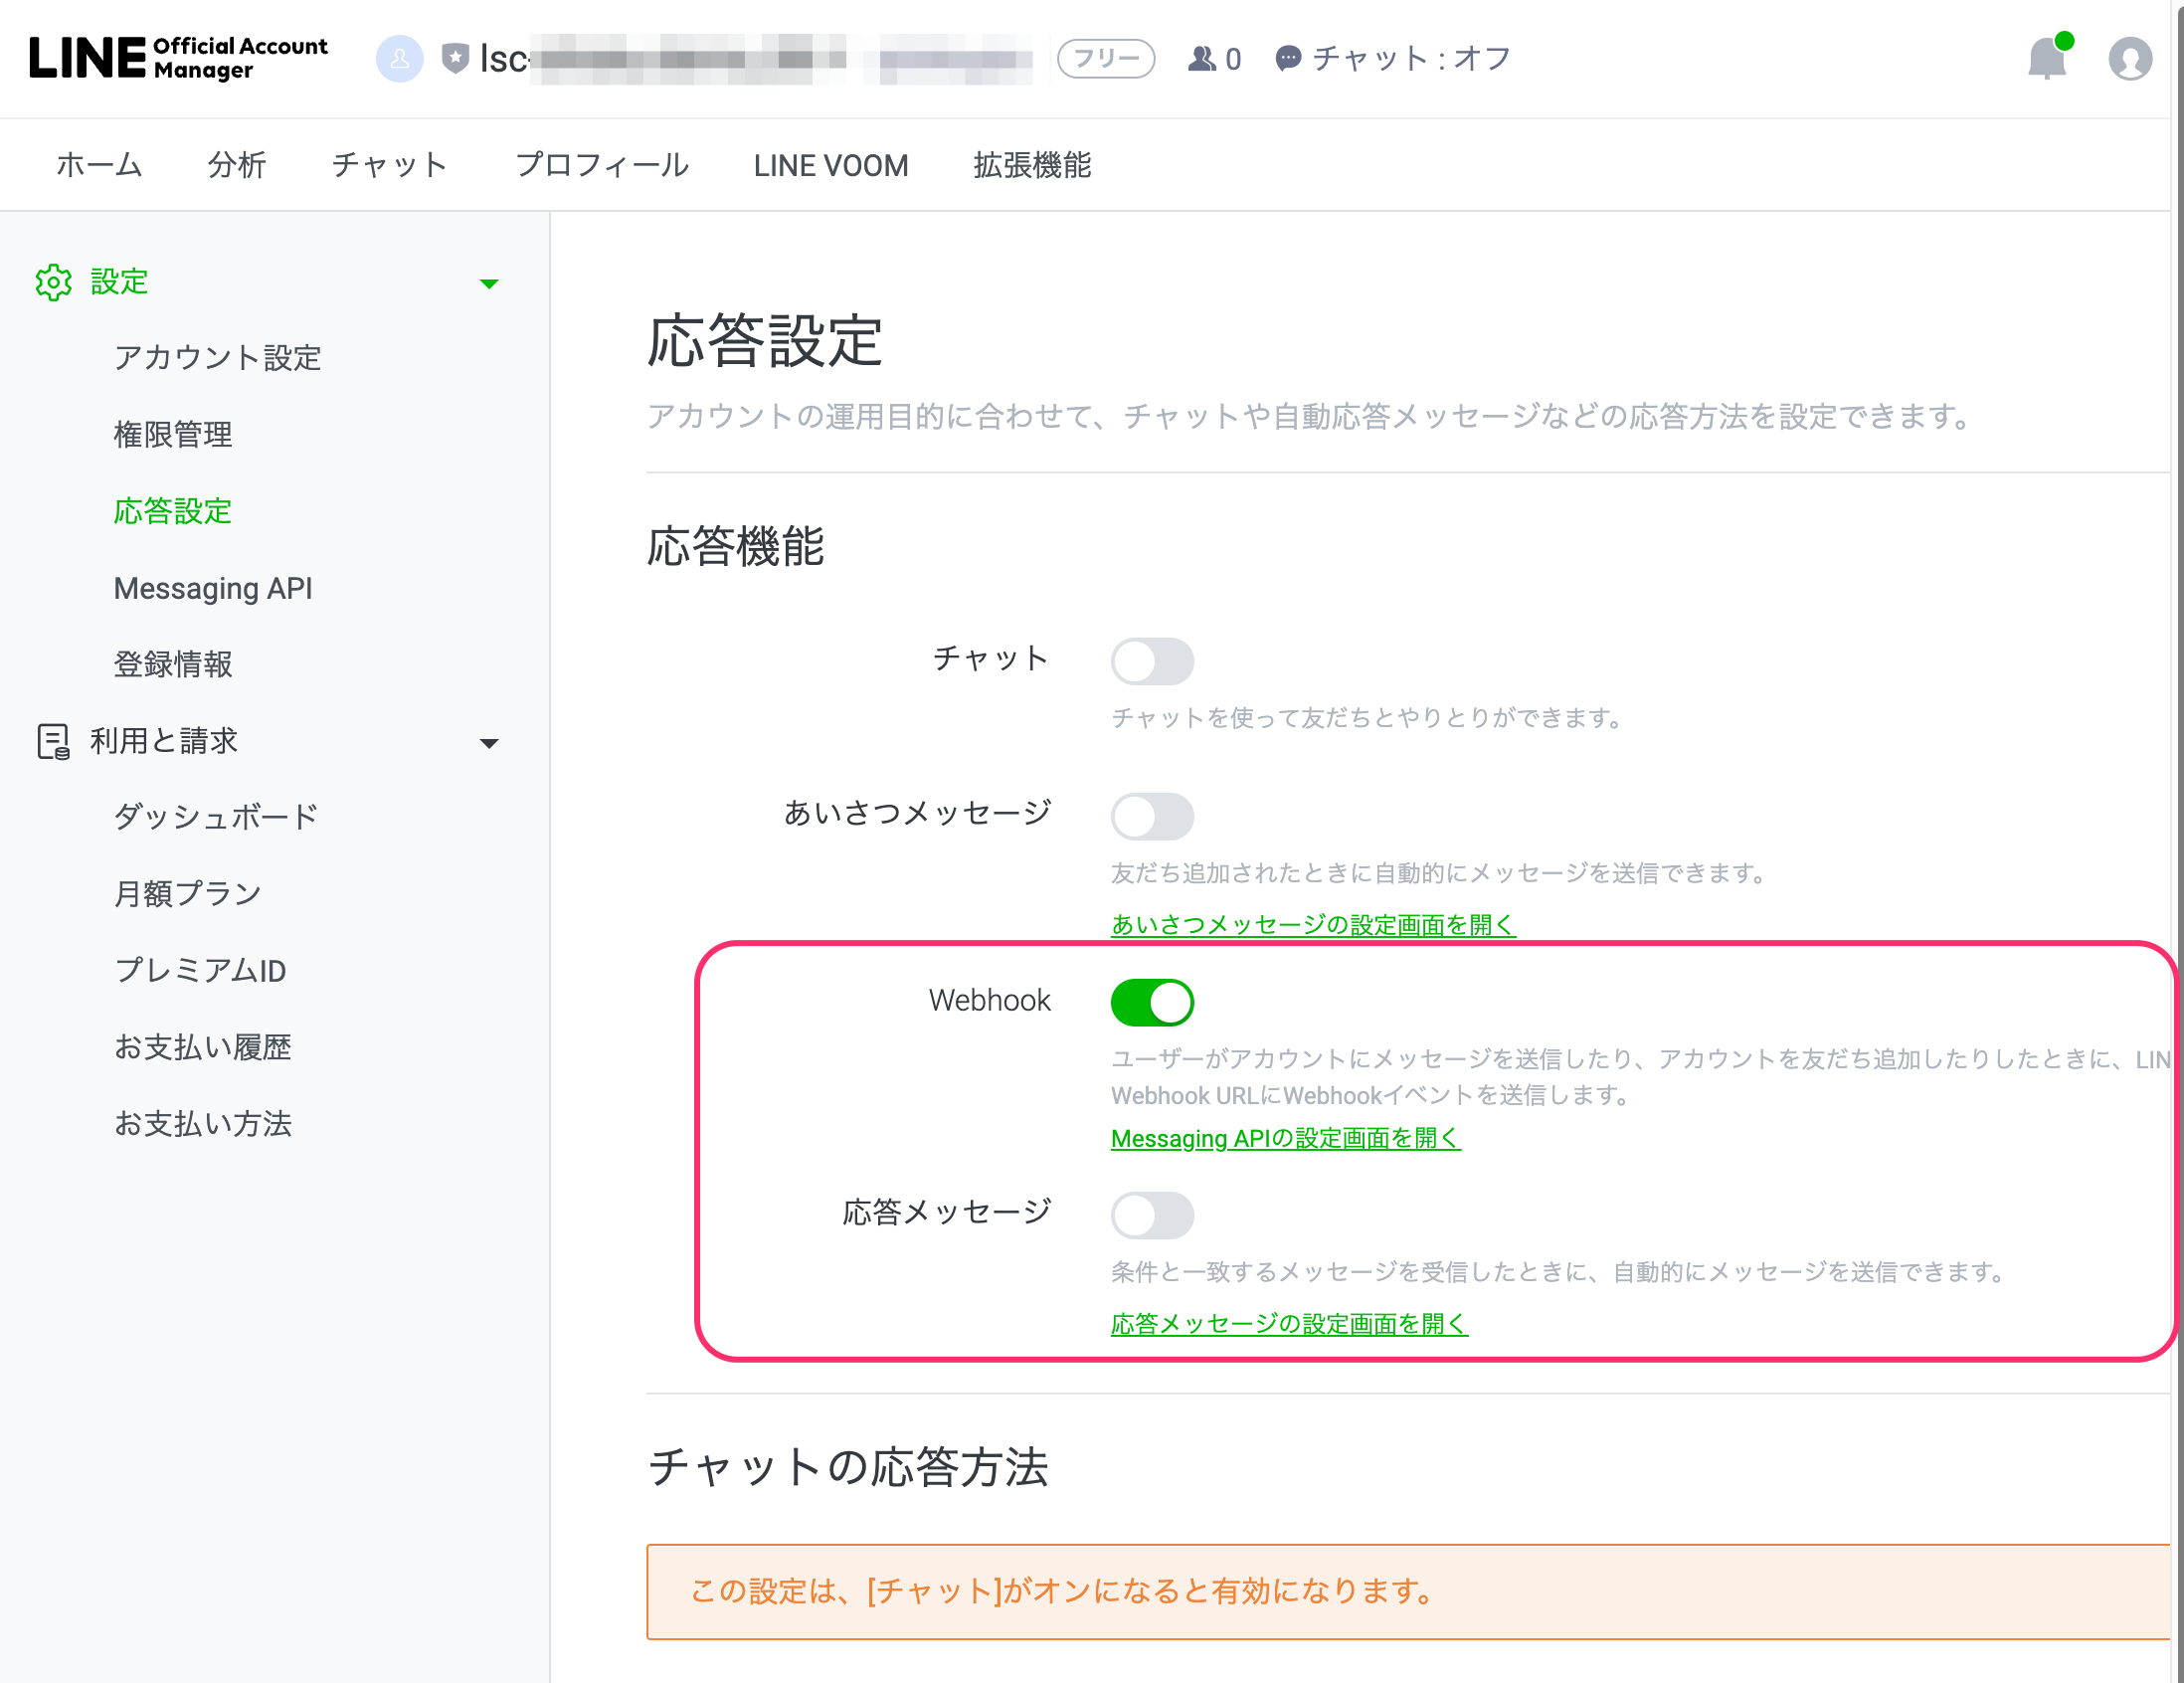 LINE Official Account Manager
lsc-
フリー
0
チャット : オフ
ホーム
分析
チャット
プロフィール
LINE VOOM
拡張機能
設定
アカウント設定
権限管理
応答設定
Messaging API
登録情報
利用と請求
ダッシュボード
月額プラン
プレミアムID
お支払い履歴
お支払い方法
応答設定
アカウントの運用目的に合わせて、チャットや自動応答メッセージなどの応答方法を設定できます。
応答機能
チャット
チャットを使って友だちとやりとりができます。
あいさつメッセージ
友だち追加されたときに自動的にメッセージを送信できます。
あいさつメッセージの設定画面を開く
Webhook
ユーザーがアカウントにメッセージを送信したり、アカウントを友だち追加したりしたときに、LIN
Webhook URLにWebhookイベントを送信します。
Messaging APIの設定画面を開く
応答メッセージ
条件と一致するメッセージを受信したときに、自動的にメッセージを送信できます。
応答メッセージの設定画面を開く
チャットの応答方法
この設定は、[チャット]がオンになると有効になります。